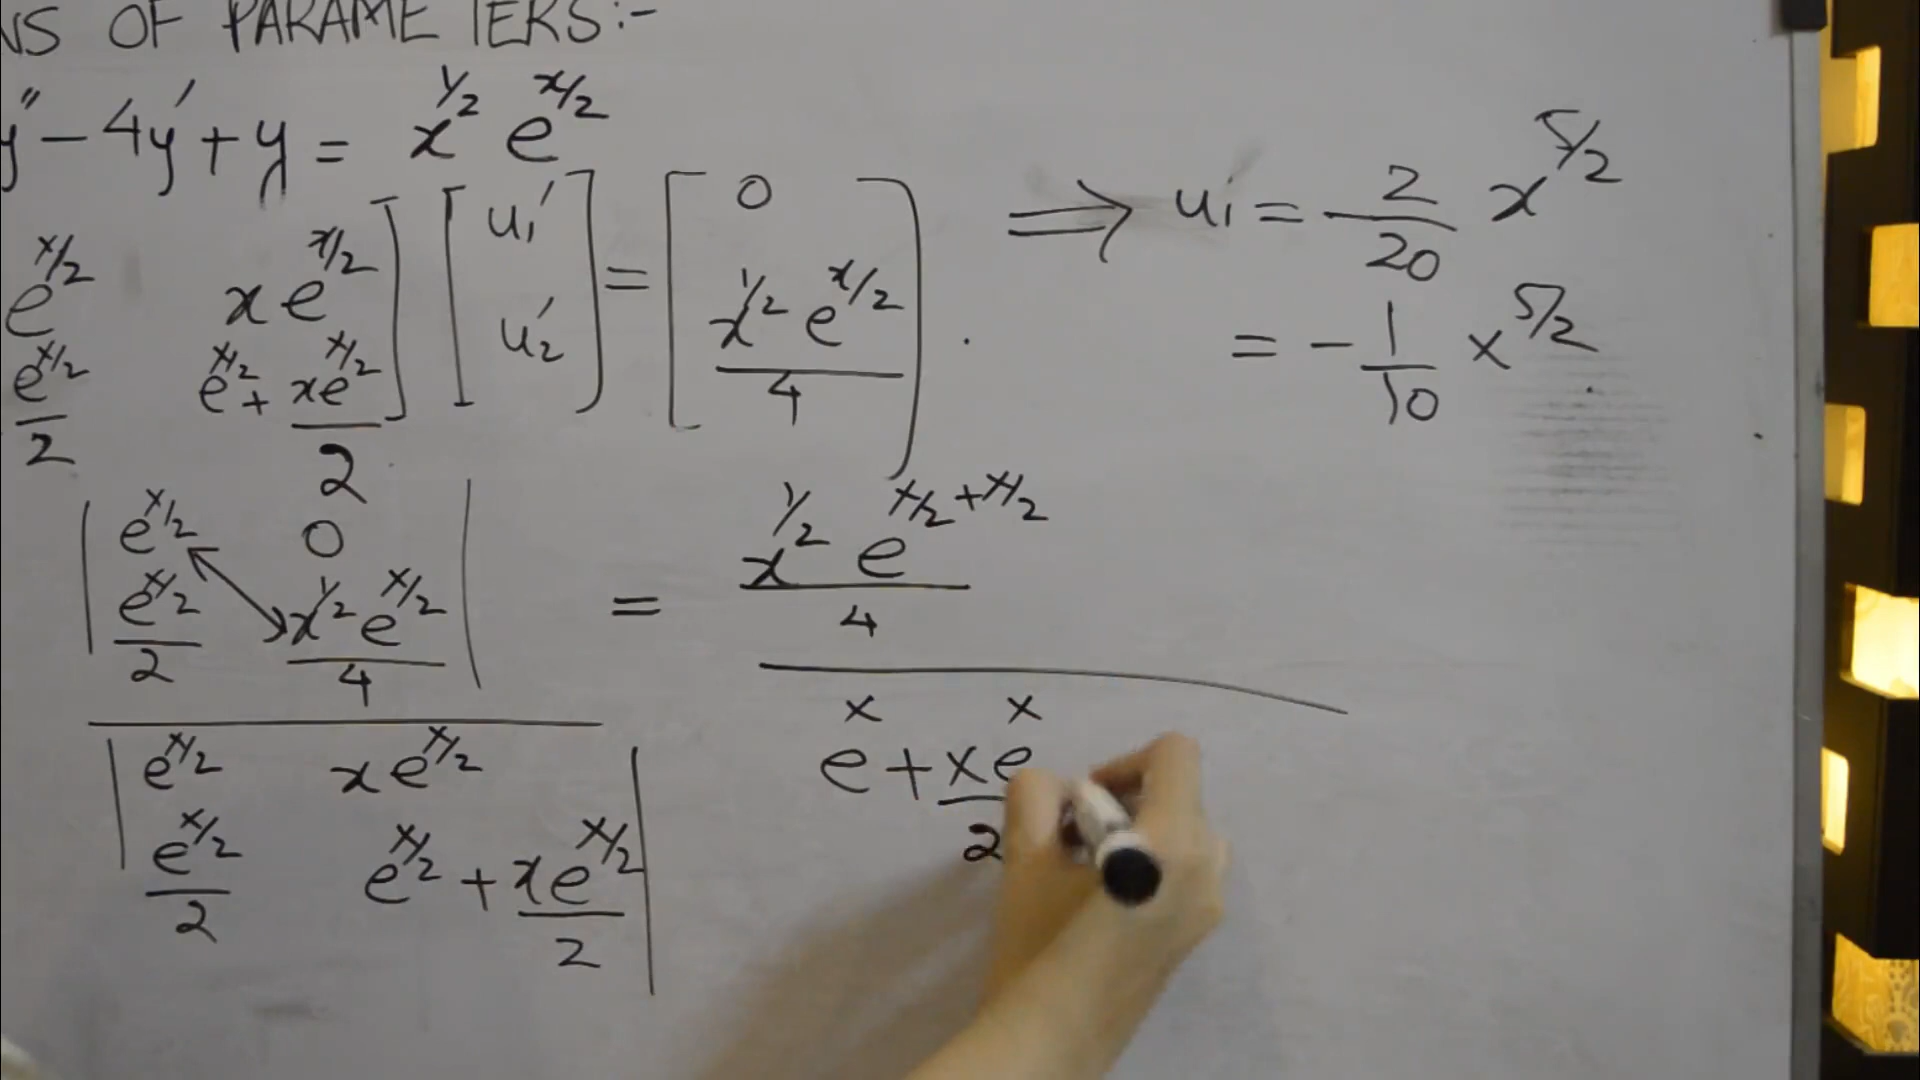 NS OF PARAMETERS:-
y'' - 4y' + y = x^1/2 e^x/2
e^x/2 x e^x/2
e^x/2/2 e^x/2 + xe^x/2/2
[u1' u2'] = [0 x^1/2 e^x/2/4] .
⇒ u1 = 2/20 x^5/2
= - 1/10 x^5/2
|e^x/2 0|
|e^x/2/2 x^1/2 e^x/2/4|
|e^x/2 xe^x/2|
|e^x/2/2 e^x/2 + xe^x/2/2|
= x^1/2 e^x/2+x/2/4
e^x + xe^x/2